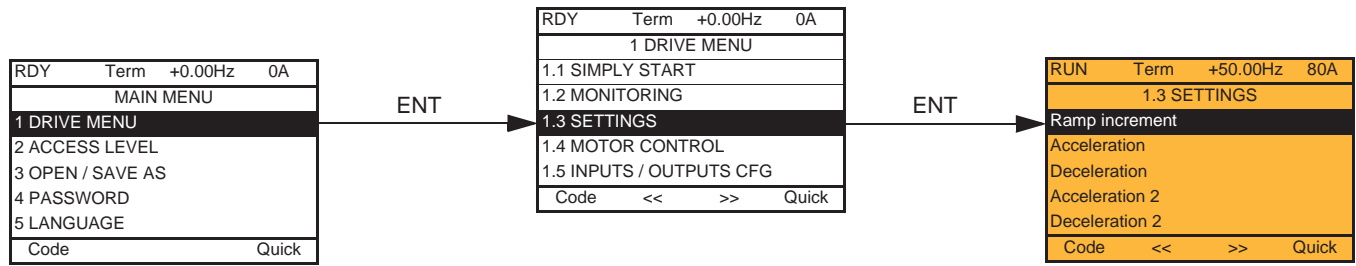 RDY Term +0.00Hz 0A
MAIN MENU
1 DRIVE MENU
2 ACCESS LEVEL
3 OPEN / SAVE AS
4 PASSWORD
5 LANGUAGE
Code Quick
ENT
RDY Term +0.00Hz 0A
1 DRIVE MENU
1.1 SIMPLY START
1.2 MONITORING
1.3 SETTINGS
1.4 MOTOR CONTROL
1.5 INPUTS / OUTPUTS CFG
Code << >> Quick
ENT
RUN Term +50.00Hz 80A
1.3 SETTINGS
Ramp increment
Acceleration
Deceleration
Acceleration 2
Deceleration 2
Code << >> Quick